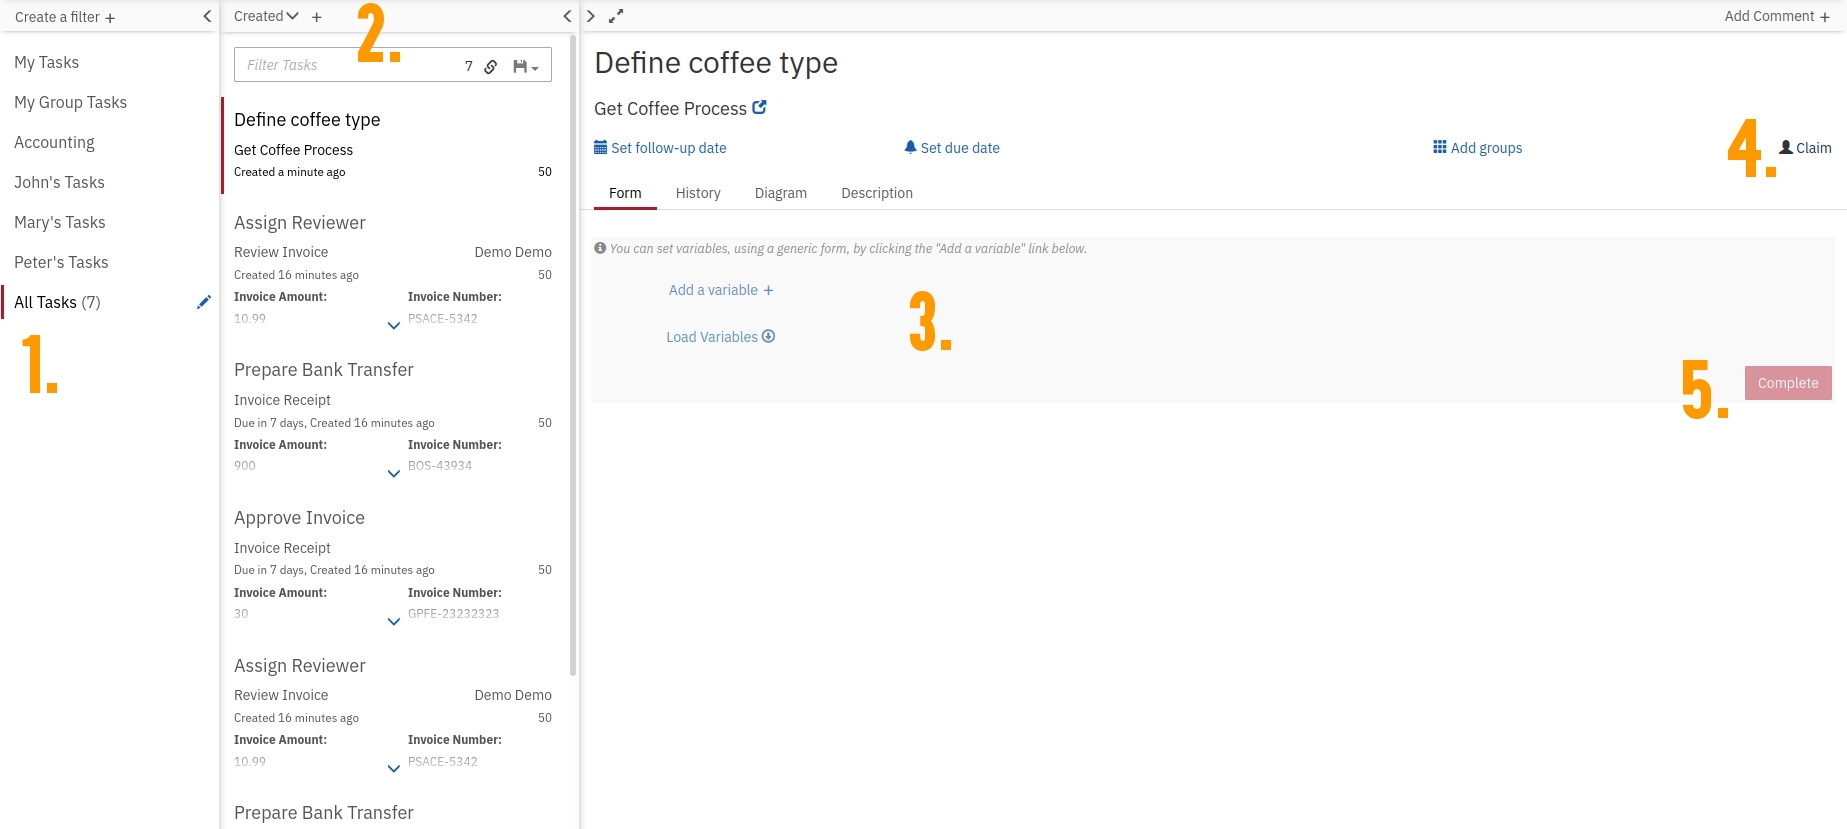 Create a filter +
My Tasks
My Group Tasks
Accounting
John's Tasks
Mary's Tasks
Peter's Tasks
All Tasks (7)
1.
Created +
2.
Filter Tasks 7
Define coffee type
Get Coffee Process
Created a minute ago 50
Assign Reviewer
Review Invoice Demo Demo
Created 16 minutes ago 50
Invoice Amount: Invoice Number:
10.99 PSACE-5342
Prepare Bank Transfer
Invoice Receipt
Due in 7 days, Created 16 minutes ago 50
Invoice Amount: Invoice Number:
900 BOS-43934
Approve Invoice
Invoice Receipt
Due in 7 days, Created 16 minutes ago 50
Invoice Amount: Invoice Number:
30 GPFE-23232323
Assign Reviewer
Review Invoice Demo Demo
Created 16 minutes ago 50
Invoice Amount: Invoice Number:
10.99 PSACE-5342
Prepare Bank Transfer
Add Comment +
Define coffee type
Get Coffee Process
Set follow-up date Set due date Add groups 4. Claim
Form History Diagram Description
You can set variables, using a generic form, by clicking the "Add a variable" link below.
Add a variable +
3.
Load Variables
5. Complete